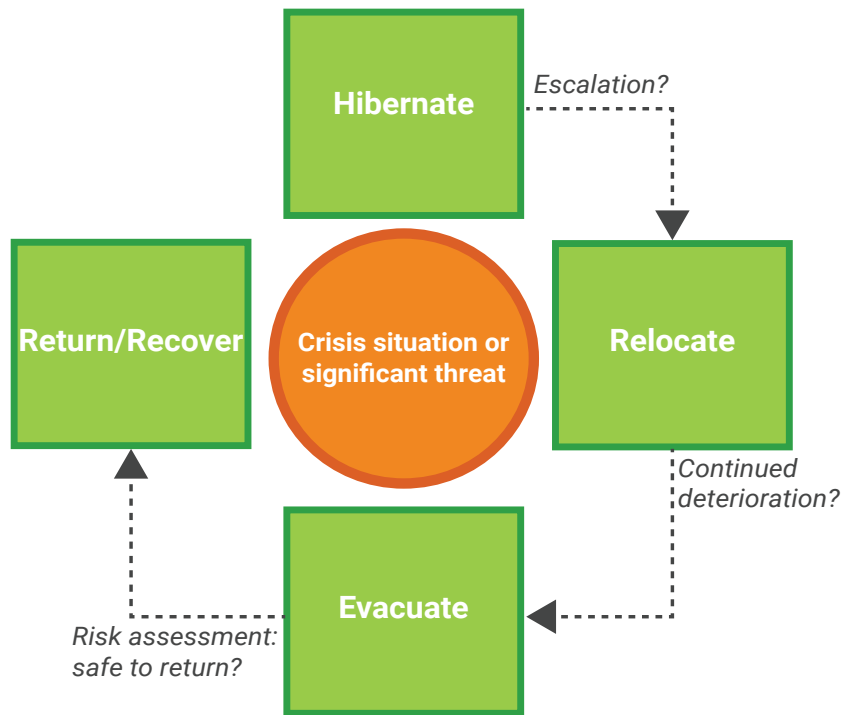 Hibernate
Escalation?
Return/Recover
Crisis situation or
significant threat
Relocate
Continued
deterioration?
Evacuate
Risk assessment:
safe to return?